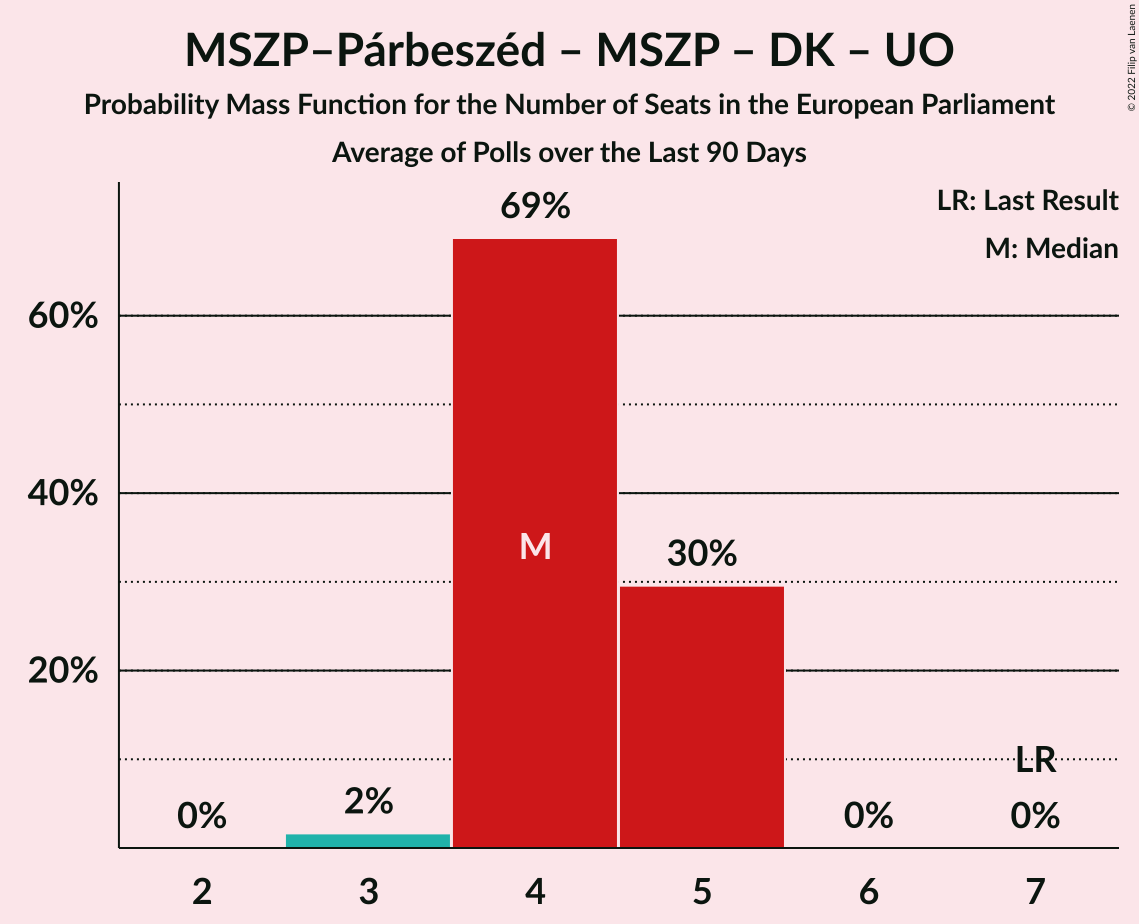 MSZP–Párbeszéd – MSZP – DK – UO
Probability Mass Function for the Number of Seats in the European Parliament
Average of Polls over the Last 90 Days
© 2022 Filip van Laenen
LR: Last Result
M: Median
69%
60%
40%
M
30%
20%
LR
0%
2%
0%
0%
2
3
4
5
6
7